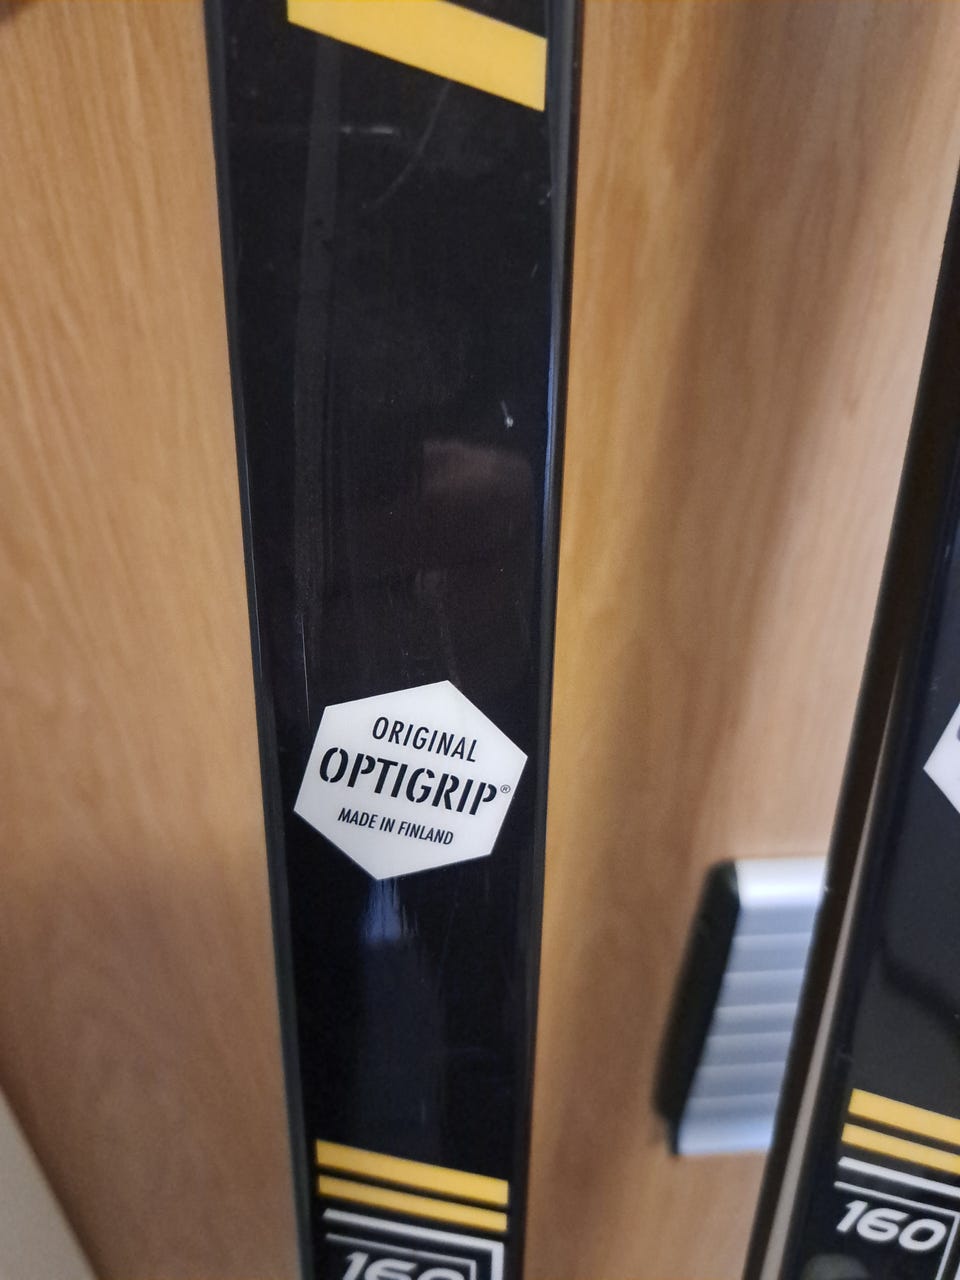 ORIGINAL
OPTIGRIP®
MADE IN FINLAND
160
160